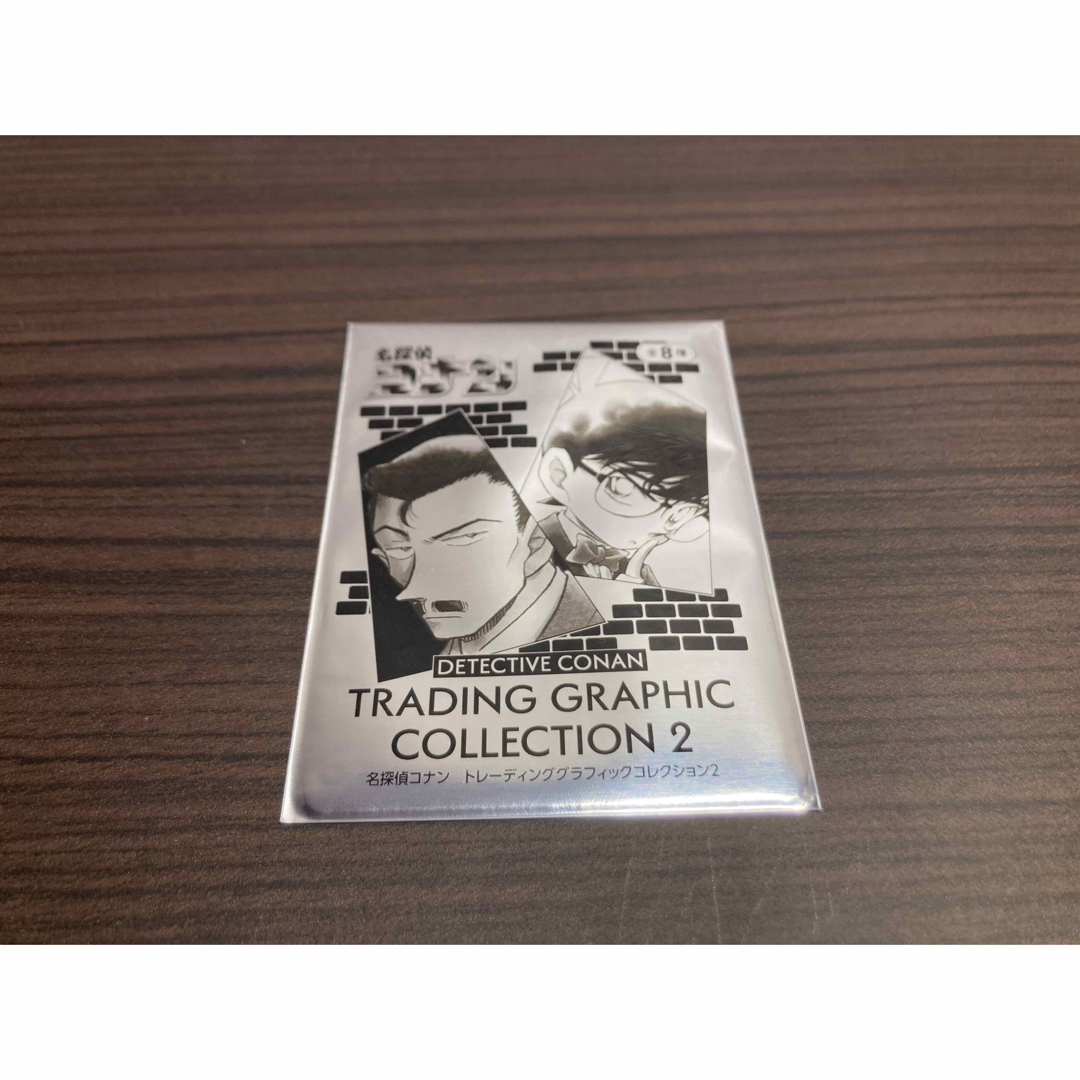 名探偵
コナン
全8種
DETECTIVE CONAN
TRADING GRAPHIC
COLLECTION 2
名探偵コナン トレーディンググラフィックコレクション2